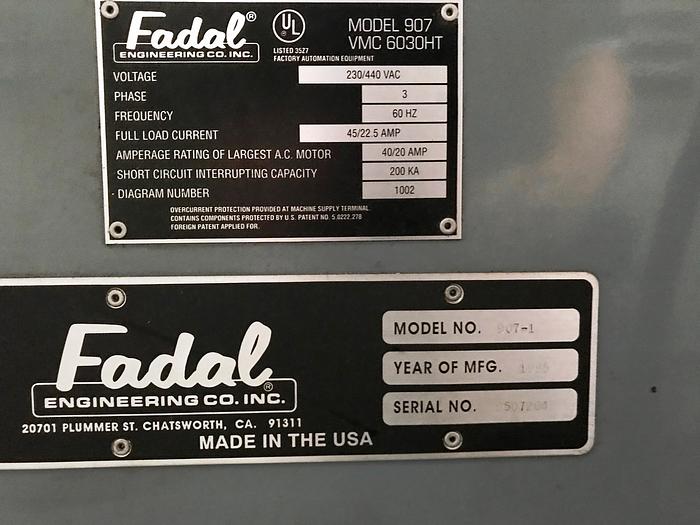 Fadal®
ENGINEERING CO. INC.
UL
LISTED 3527
FACTORY AUTOMATION EQUIPMENT
MODEL 907
VMC 6030HT
VOLTAGE 230/440 VAC
PHASE 3
FREQUENCY 60 HZ
FULL LOAD CURRENT 45/22.5 AMP
AMPERAGE RATING OF LARGEST A.C. MOTOR 40/20 AMP
SHORT CIRCUIT INTERRUPTING CAPACITY 200 KA
DIAGRAM NUMBER 1002
OVERCURRENT PROTECTION PROVIDED AT MACHINE SUPPLY TERMINAL
CONTAINS COMPONENTS PROTECTED BY U.S. PATENT NO. 5,0222,278
FOREIGN PATENT APPLIED FOR.
Fadal®
ENGINEERING CO. INC.
20701 PLUMMER ST. CHATSWORTH, CA. 91311
MADE IN THE USA
MODEL NO. 907-1
YEAR OF MFG.
SERIAL NO.